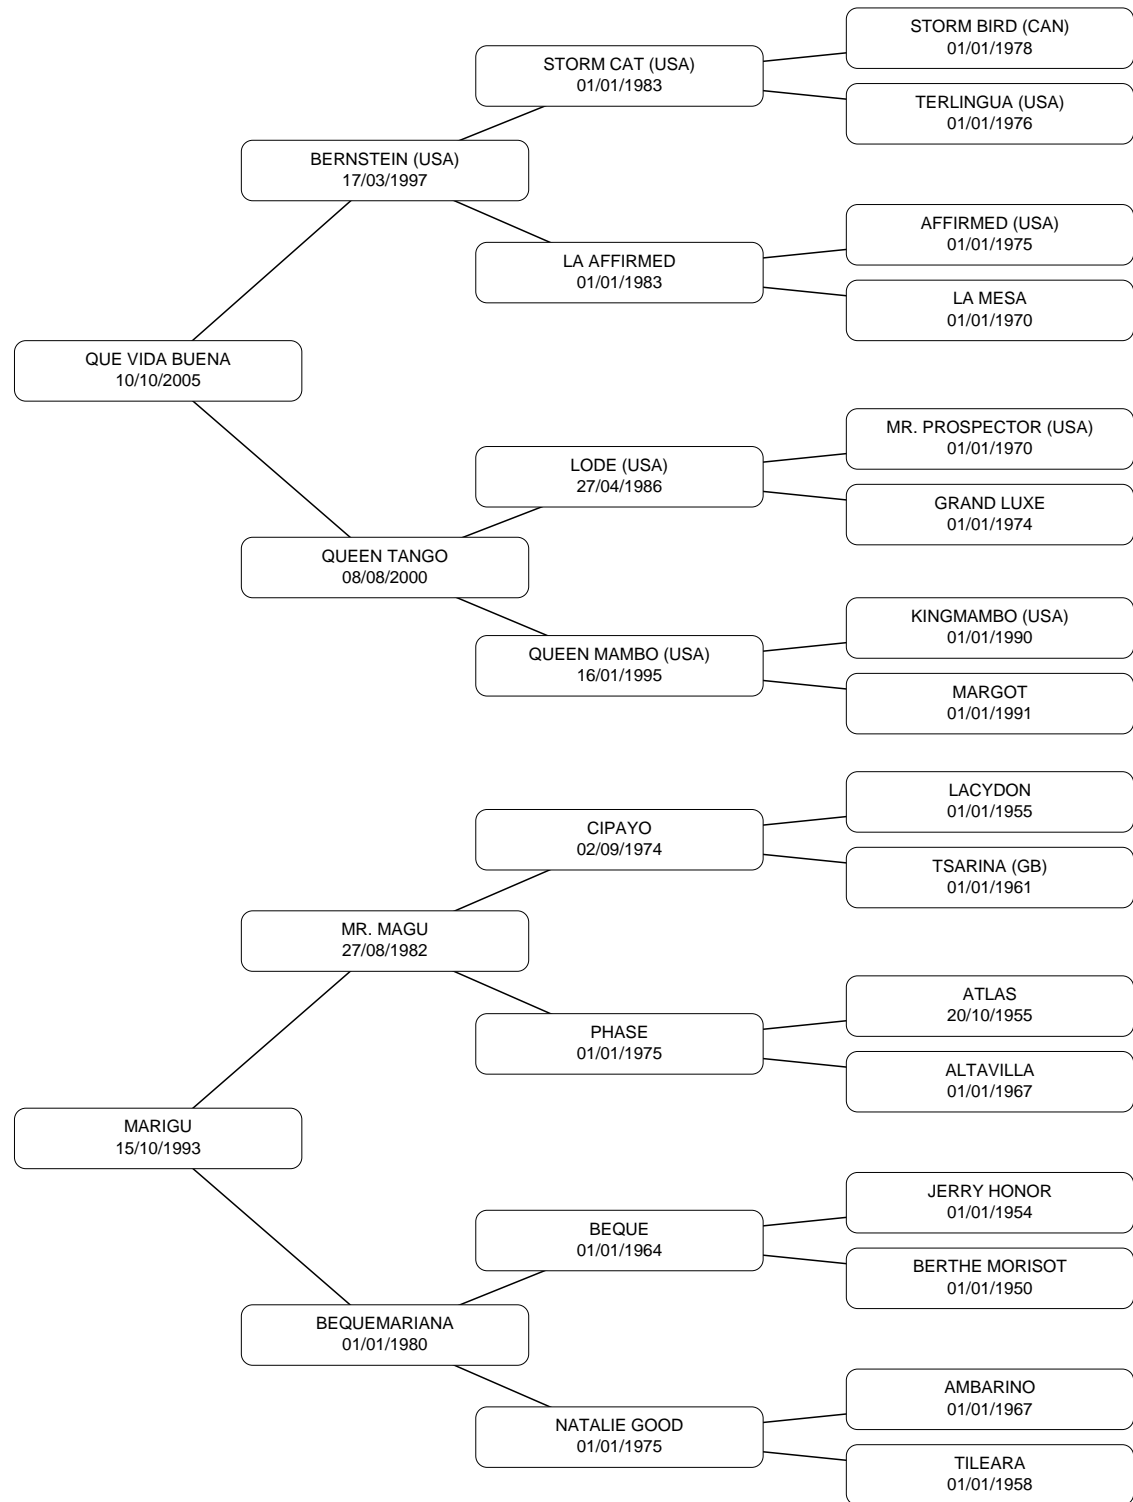 STORM BIRD (CAN)
01/01/1978
STORM CAT (USA)
01/01/1983
TERLINGUA (USA)
01/01/1976
BERNSTEIN (USA)
17/03/1997
AFFIRMED (USA)
01/01/1975
LA AFFIRMED
01/01/1983
LA MESA
01/01/1970
QUE VIDA BUENA
10/10/2005
MR. PROSPECTOR (USA)
01/01/1970
LODE (USA)
27/04/1986
GRAND LUXE
01/01/1974
QUEEN TANGO
08/08/2000
KINGMAMBO (USA)
01/01/1990
QUEEN MAMBO (USA)
16/01/1995
MARGOT
01/01/1991
LACYDON
01/01/1955
CIPAYO
02/09/1974
TSARINA (GB)
01/01/1961
MR. MAGU
27/08/1982
ATLAS
20/10/1955
PHASE
01/01/1975
ALTAVILLA
01/01/1967
MARIGU
15/10/1993
JERRY HONOR
01/01/1954
BEQUE
01/01/1964
BERTHE MORISOT
01/01/1950
BEQUEMARIANA
01/01/1980
AMBARINO
01/01/1967
NATALIE GOOD
01/01/1975
TILEARA
01/01/1958